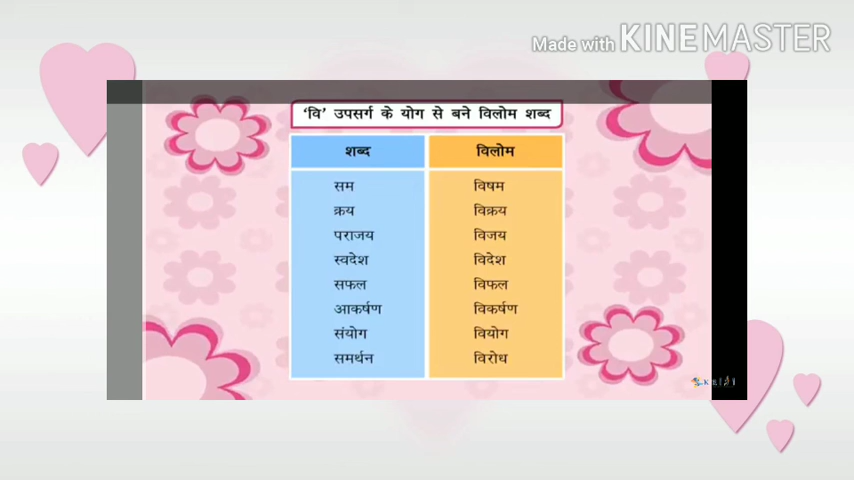 Made with KINEMASTER
‘वि’ उपसर्ग के योग से बने विलोम शब्द
शब्द विलोम
सम विषम
क्रय विक्रय
पराजय विजय
स्वदेश विदेश
सफल विफल
आकर्षण विकर्षण
संयोग वियोग
समर्थन विरोध